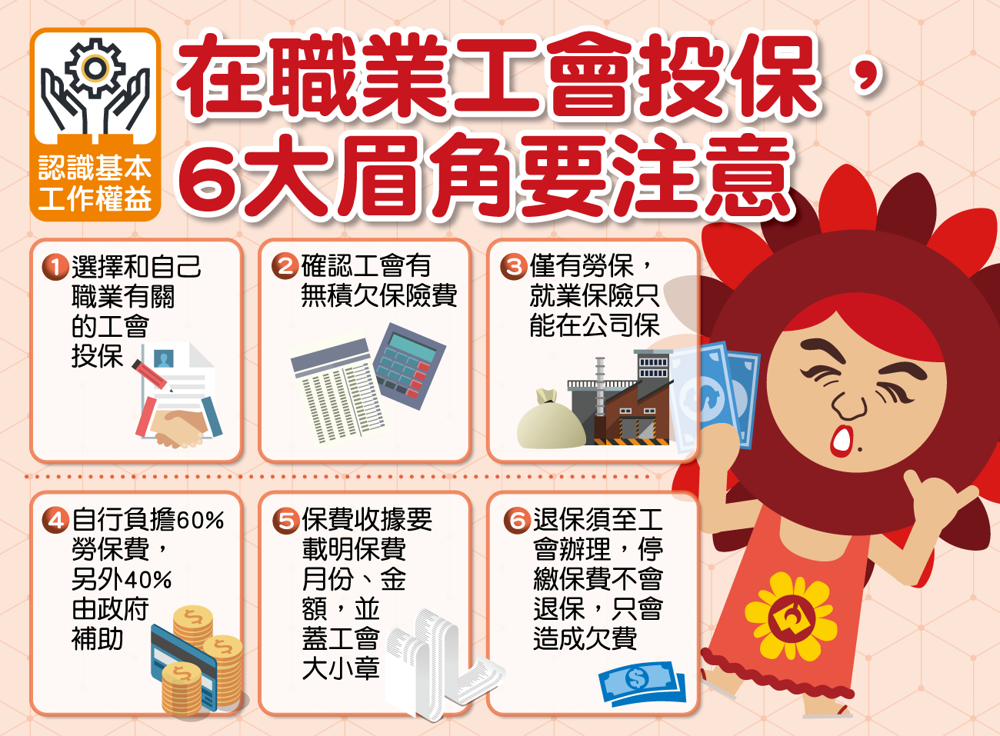 認識基本
工作權益
在職業工會投保，
6大眉角要注意
1 選擇和自己
職業有關
的工會
投保
2 確認工會有
無積欠保險費
3 僅有勞保，
就業保險只
能在公司保
4 自行負擔60%
勞保費，
另外40%
由政府
補助
5 保費收據要
載明保費
月份、金
額，並
蓋工會
大小章
6 退保須至工
會辦理，停
繳保費不會
退保，只會
造成欠費